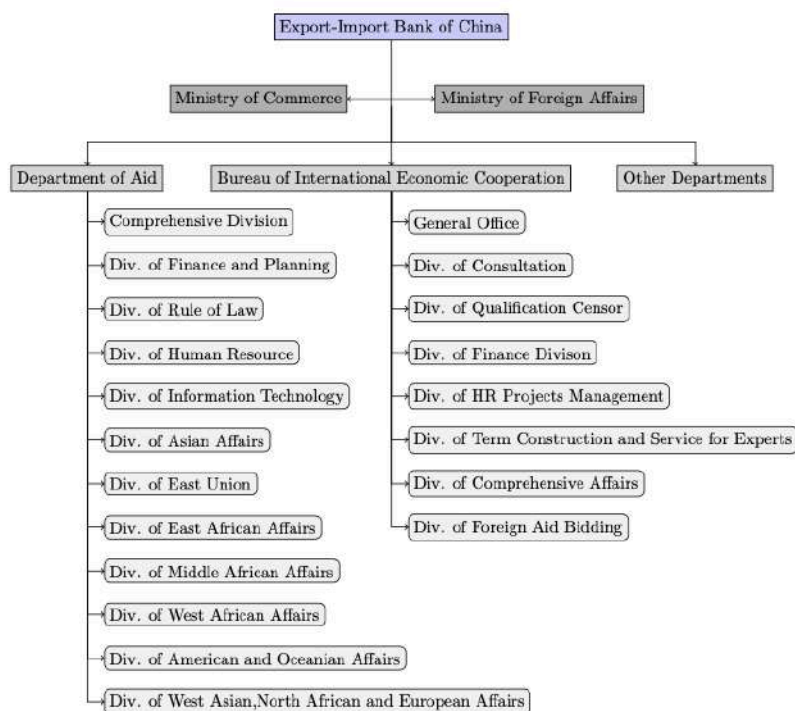 Export-Import Bank of China
Ministry of Commerce
Ministry of Foreign Affairs
Department of Aid
Bureau of International Economic Cooperation
Other Departments
Comprehensive Division
Div. of Finance and Planning
Div. of Rule of Law
Div. of Human Resource
Div. of Information Technology
Div. of Asian Affairs
Div. of East Union
Div. of East African Affairs
Div. of Middle African Affairs
Div. of West African Affairs
Div. of American and Oceanian Affairs
Div. of West Asian,North African and European Affairs
General Office
Div. of Consultation
Div. of Qualification Censor
Div. of Finance Divison
Div. of HR Projects Management
Div. of Term Construction and Service for Experts
Div. of Comprehensive Affairs
Div. of Foreign Aid Bidding